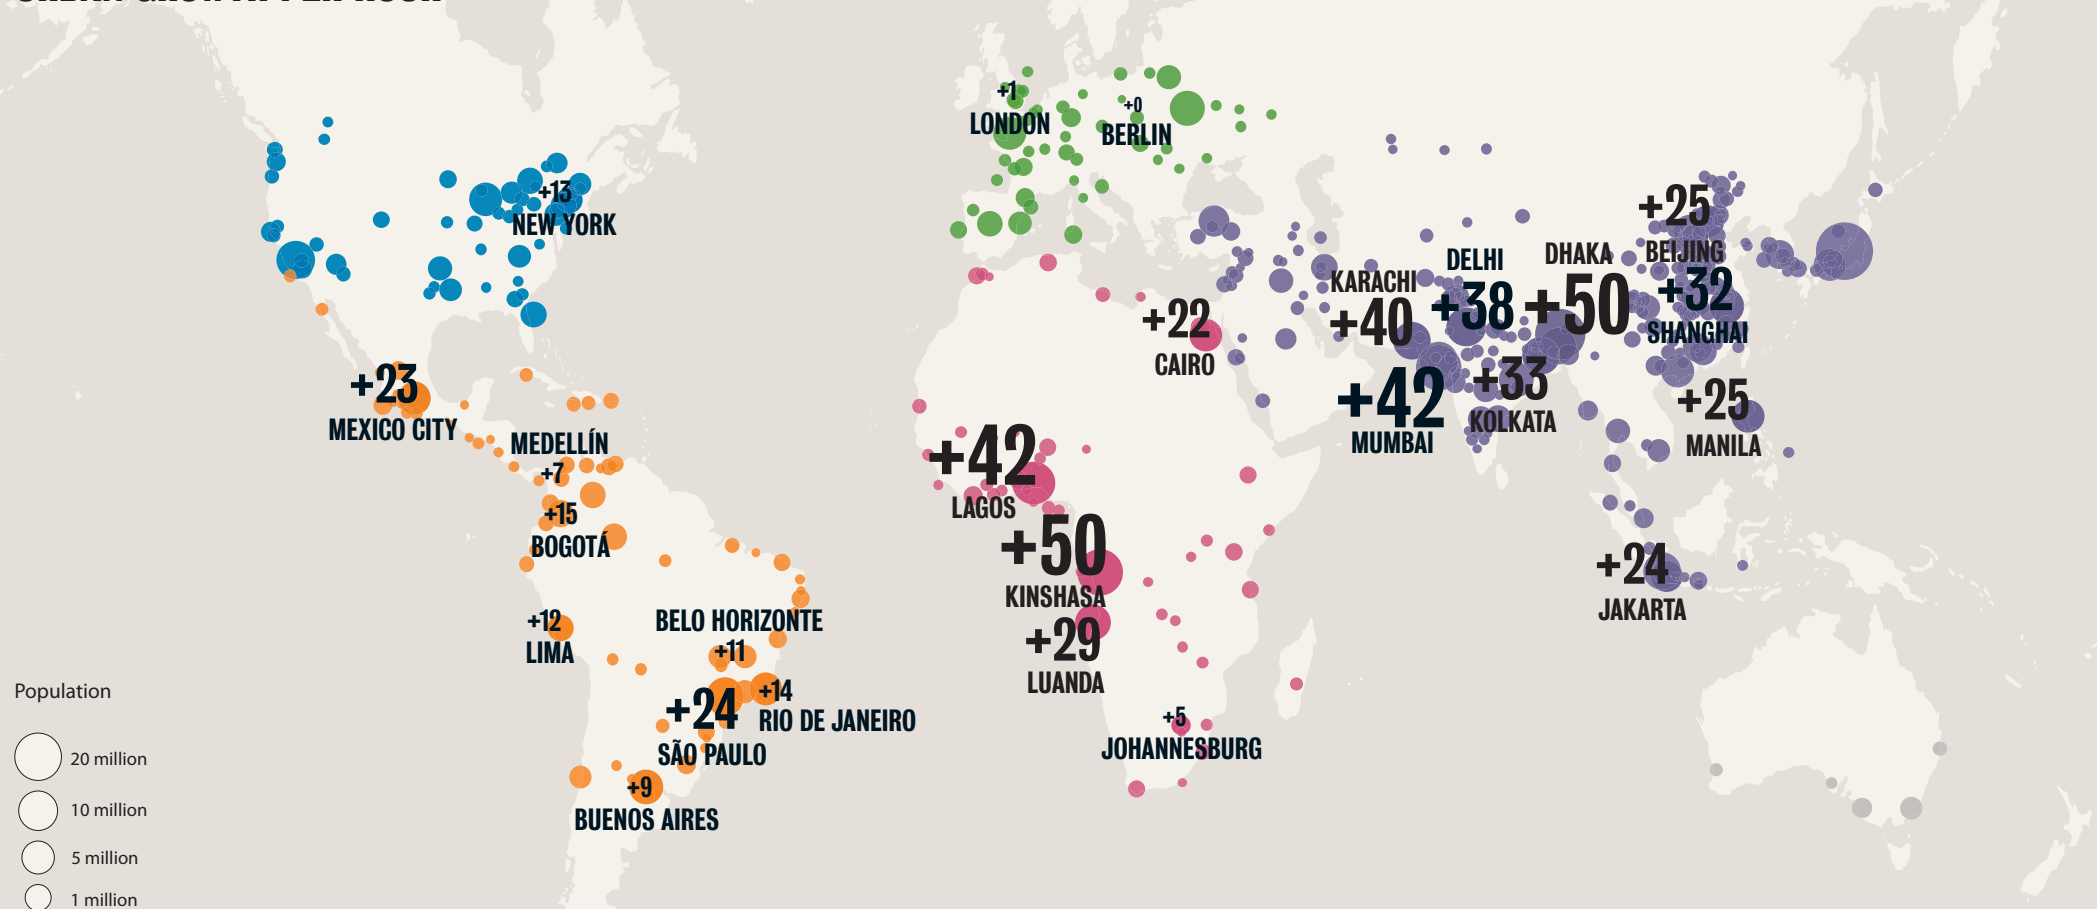 +1
LONDON
+0
BERLIN
+13
NEW YORK
+25
BEIJING
DHAKA
+50
DELHI
+38
KARACHI
+40
+32
SHANGHAI
+22
CAIRO
+23
MEXICO CITY
+42
MUMBAI
+33
KOLKATA
+25
MANILA
MEDELLÍN
+7
+42
LAGOS
+15
BOGOTÁ
+50
KINSHASA
+24
JAKARTA
+12
LIMA
BELO HORIZONTE
+11
+29
LUANDA
+24
SÃO PAULO
+14
RIO DE JANEIRO
+5
JOHANNESBURG
+9
BUENOS AIRES
Population
20 million
10 million
5 million
1 million